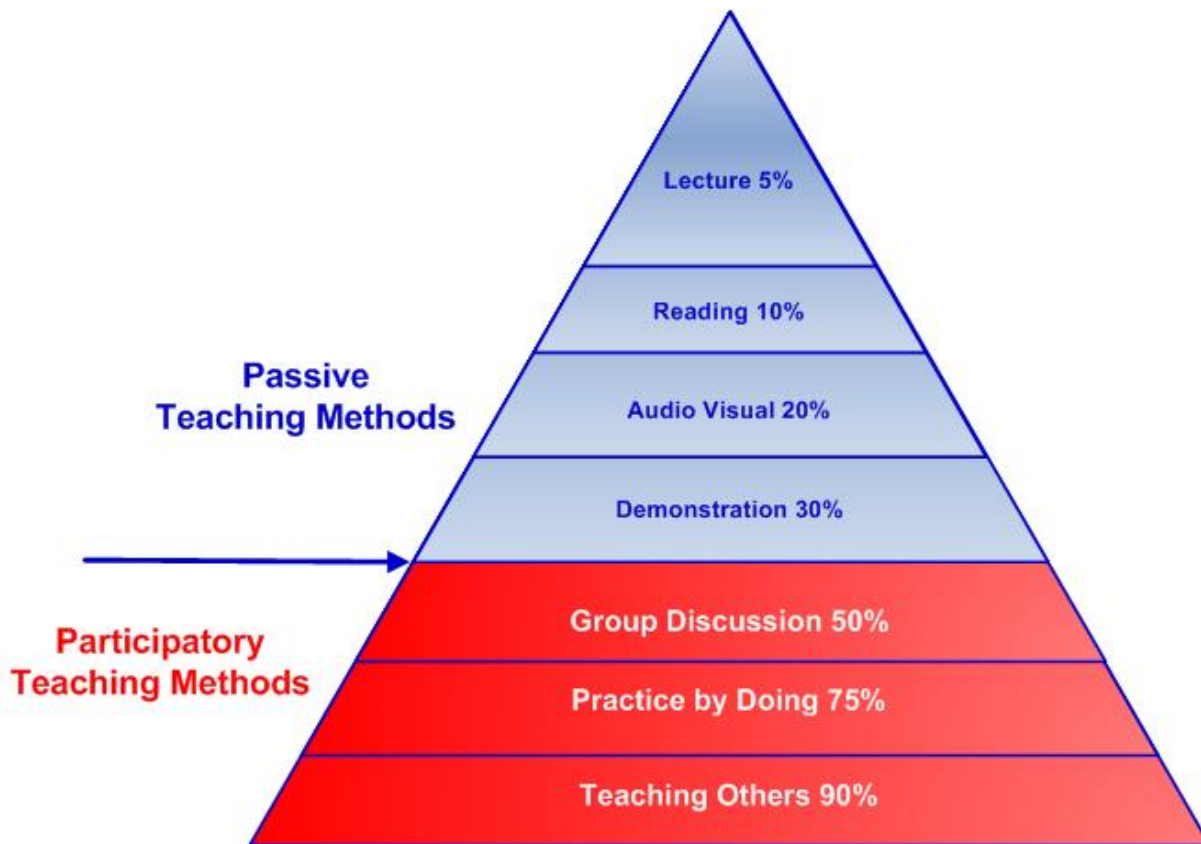 Lecture 5%
Reading 10%
Passive
Teaching Methods
Audio Visual 20%
Demonstration 30%
Participatory
Teaching Methods
Group Discussion 50%
Practice by Doing 75%
Teaching Others 90%